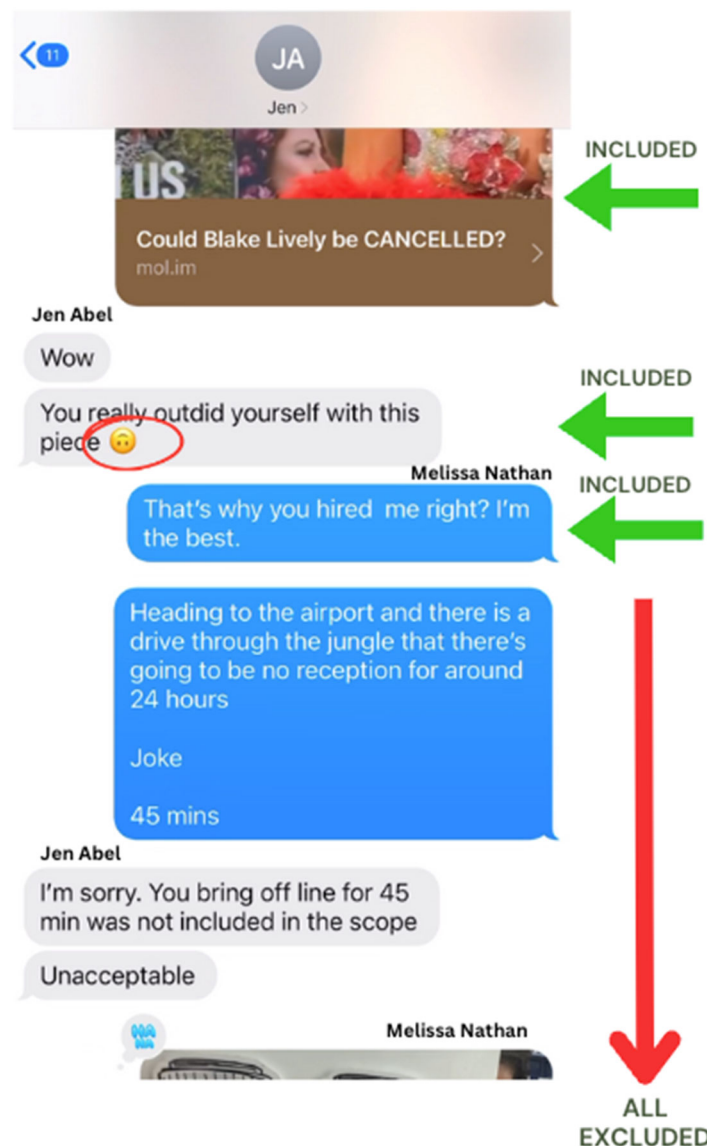 11
JA
Jen
INCLUDED
US
Could Blake Lively be CANCELLED?
mol.im
Jen Abel
Wow
INCLUDED
You really outdid yourself with this
piece 🙃
Melissa Nathan
INCLUDED
That's why you hired me right? I'm
the best.
Heading to the airport and there is a
drive through the jungle that there's
going to be no reception for around
24 hours
Joke
45 mins
Jen Abel
I'm sorry. You bring off line for 45
min was not included in the scope
Unacceptable
HA
HA
Melissa Nathan
ALL
EXCLUDED